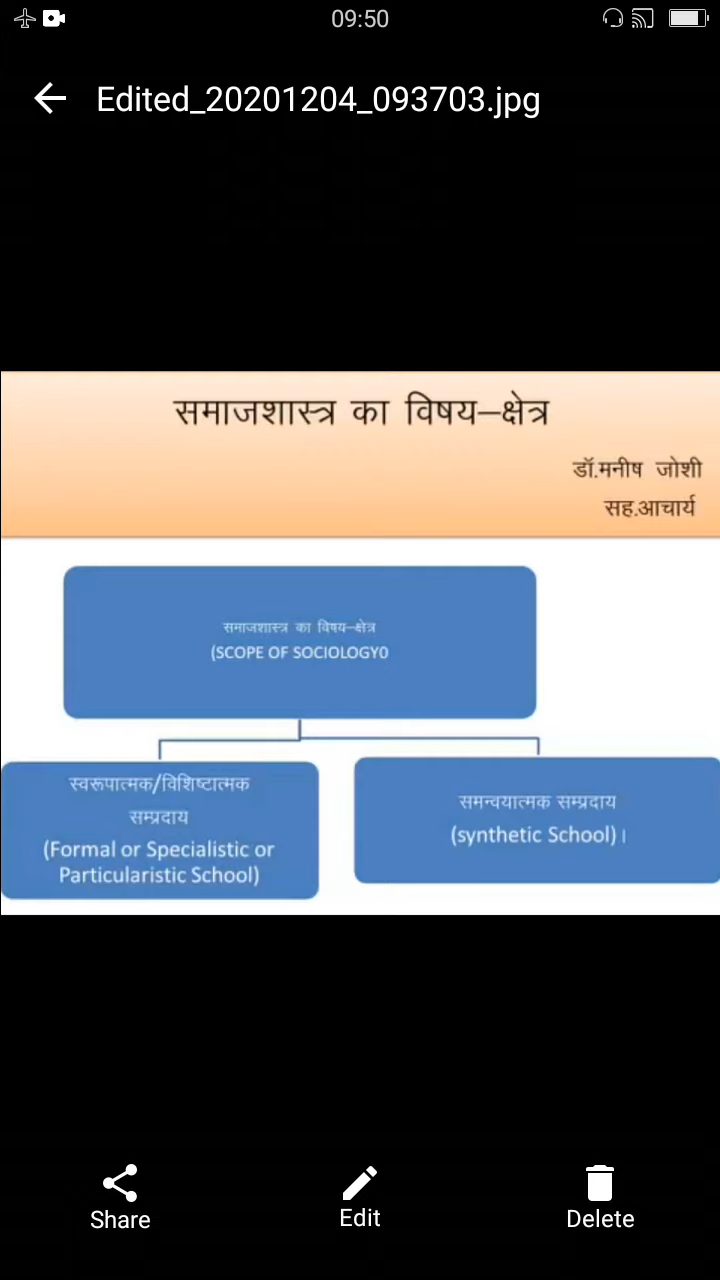 09:50
Edited_20201204_093703.jpg
समाजशास्त्र का विषय–क्षेत्र
डॉ.मनीष जोशी
सह.आचार्य
समाजशास्त्र का विषय–क्षेत्र
(SCOPE OF SOCIOLOGY0
स्वरूपात्मक/विशिष्टात्मक
सम्प्रदाय
(Formal or Specialistic or
Particularistic School)
समन्वयात्मक सम्प्रदाय
(synthetic School)।
Share
Edit
Delete